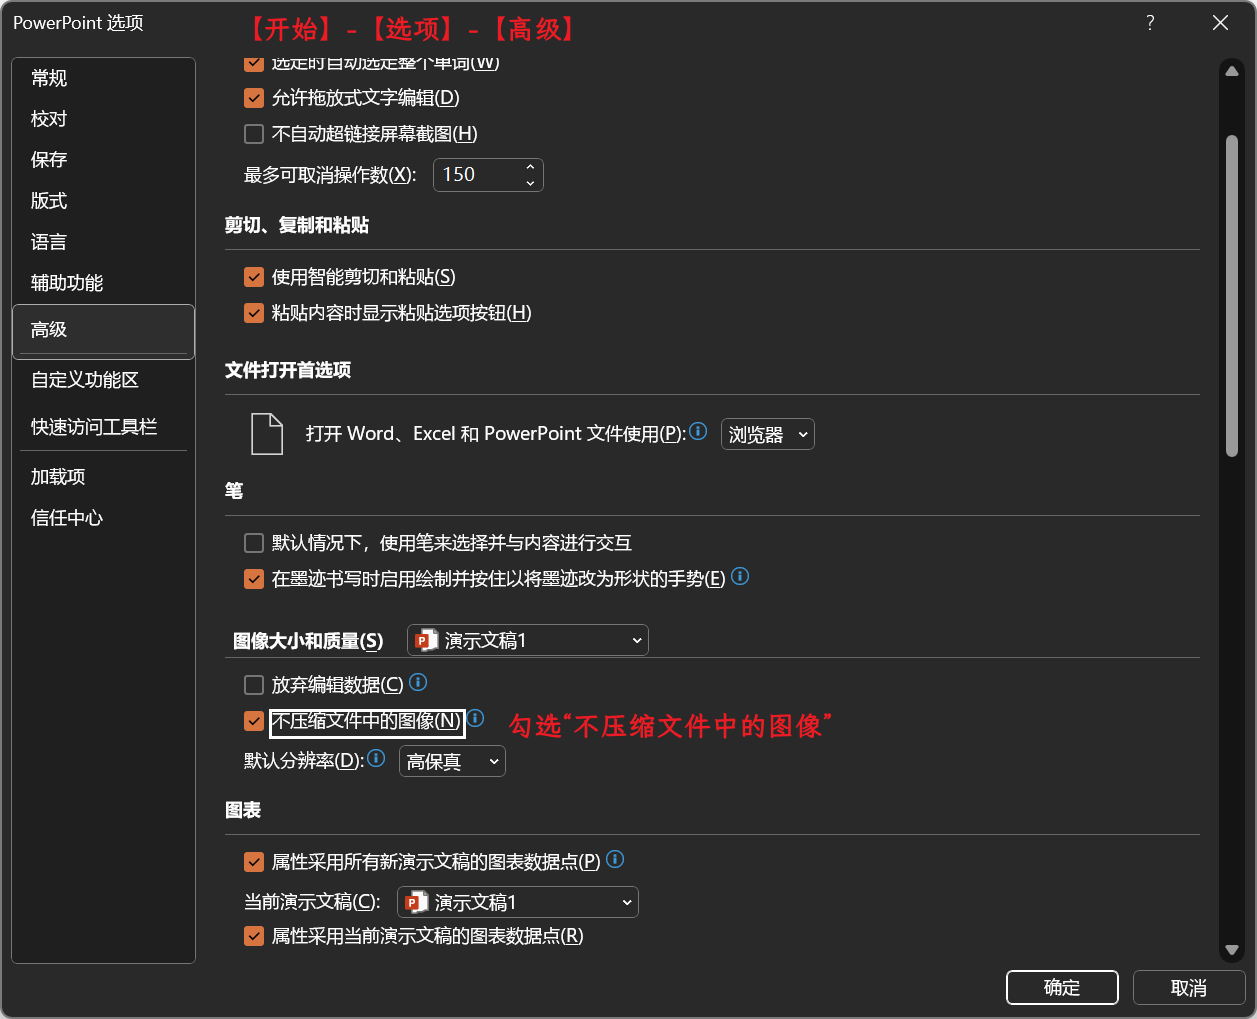 PowerPoint 选项
【开始】-【选项】-【高级】
常规
校对
保存
版式
语言
辅助功能
高级
自定义功能区
快速访问工具栏
加载项
信任中心
选定时自动选定整个单词(W)
允许拖放式文字编辑(D)
不自动超链接屏幕截图(H)
最多可取消操作数(X): 150
剪切、复制和粘贴
使用智能剪切和粘贴(S)
粘贴内容时显示粘贴选项按钮(H)
文件打开首选项
打开 Word、Excel 和 PowerPoint 文件使用(P): 浏览器
笔
默认情况下，使用笔来选择并与内容进行交互
在墨迹书写时启用绘制并按住以将墨迹改为形状的手势(E)
图像大小和质量(S) 演示文稿1
放弃编辑数据(C)
不压缩文件中的图像(N) 勾选“不压缩文件中的图像”
默认分辨率(D): 高保真
图表
属性采用所有新演示文稿的图表数据点(P)
当前演示文稿(C): 演示文稿1
属性采用当前演示文稿的图表数据点(R)
确定 取消